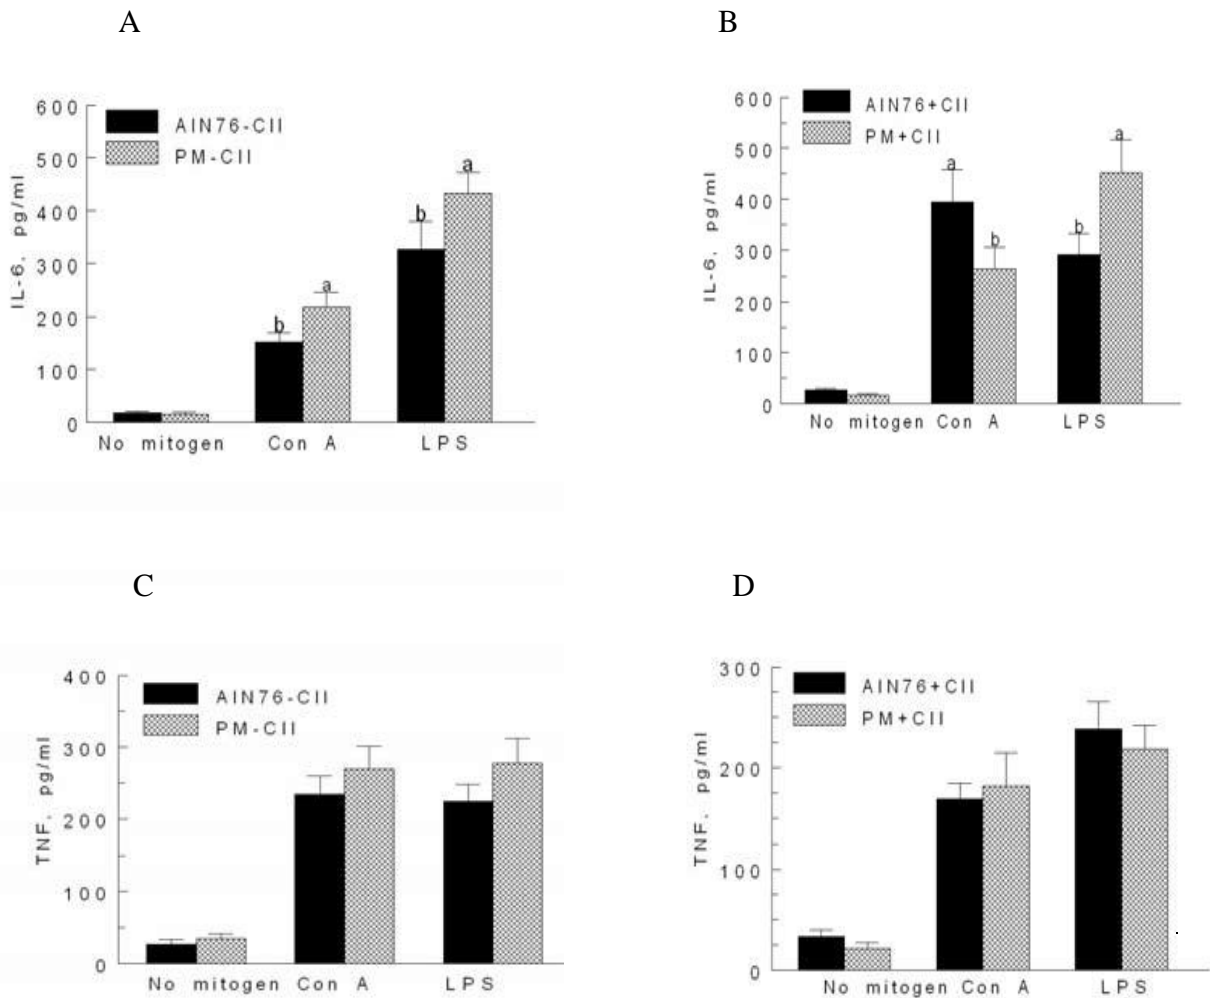 A
B
600
500
400
300
200
100
0
IL-6, pg/ml
AIN76-CII
PM-CII
b
a
b
a
No mitogen Con A LPS
600
500
400
300
200
100
0
IL-6, pg/ml
AIN76+CII
PM+CII
a
b
b
a
No mitogen Con A LPS
C
D
400
300
200
100
0
TNF, pg/ml
AIN76-CII
PM-CII
No mitogen Con A LPS
300
200
100
0
TNF, pg/ml
AIN76+CII
PM+CII
No mitogen Con A LPS